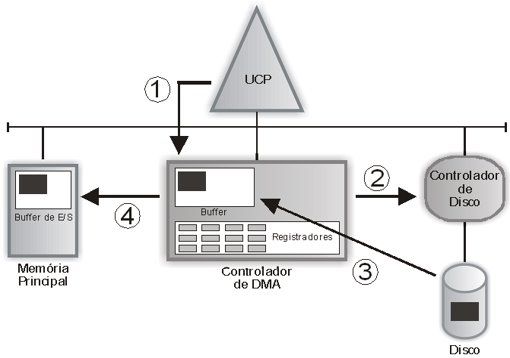 UCP
1
2
Controlador
de
Disco
Buffer de E/S
4
Buffer
Registradores
3
Memória
Principal
Controlador
de DMA
Disco